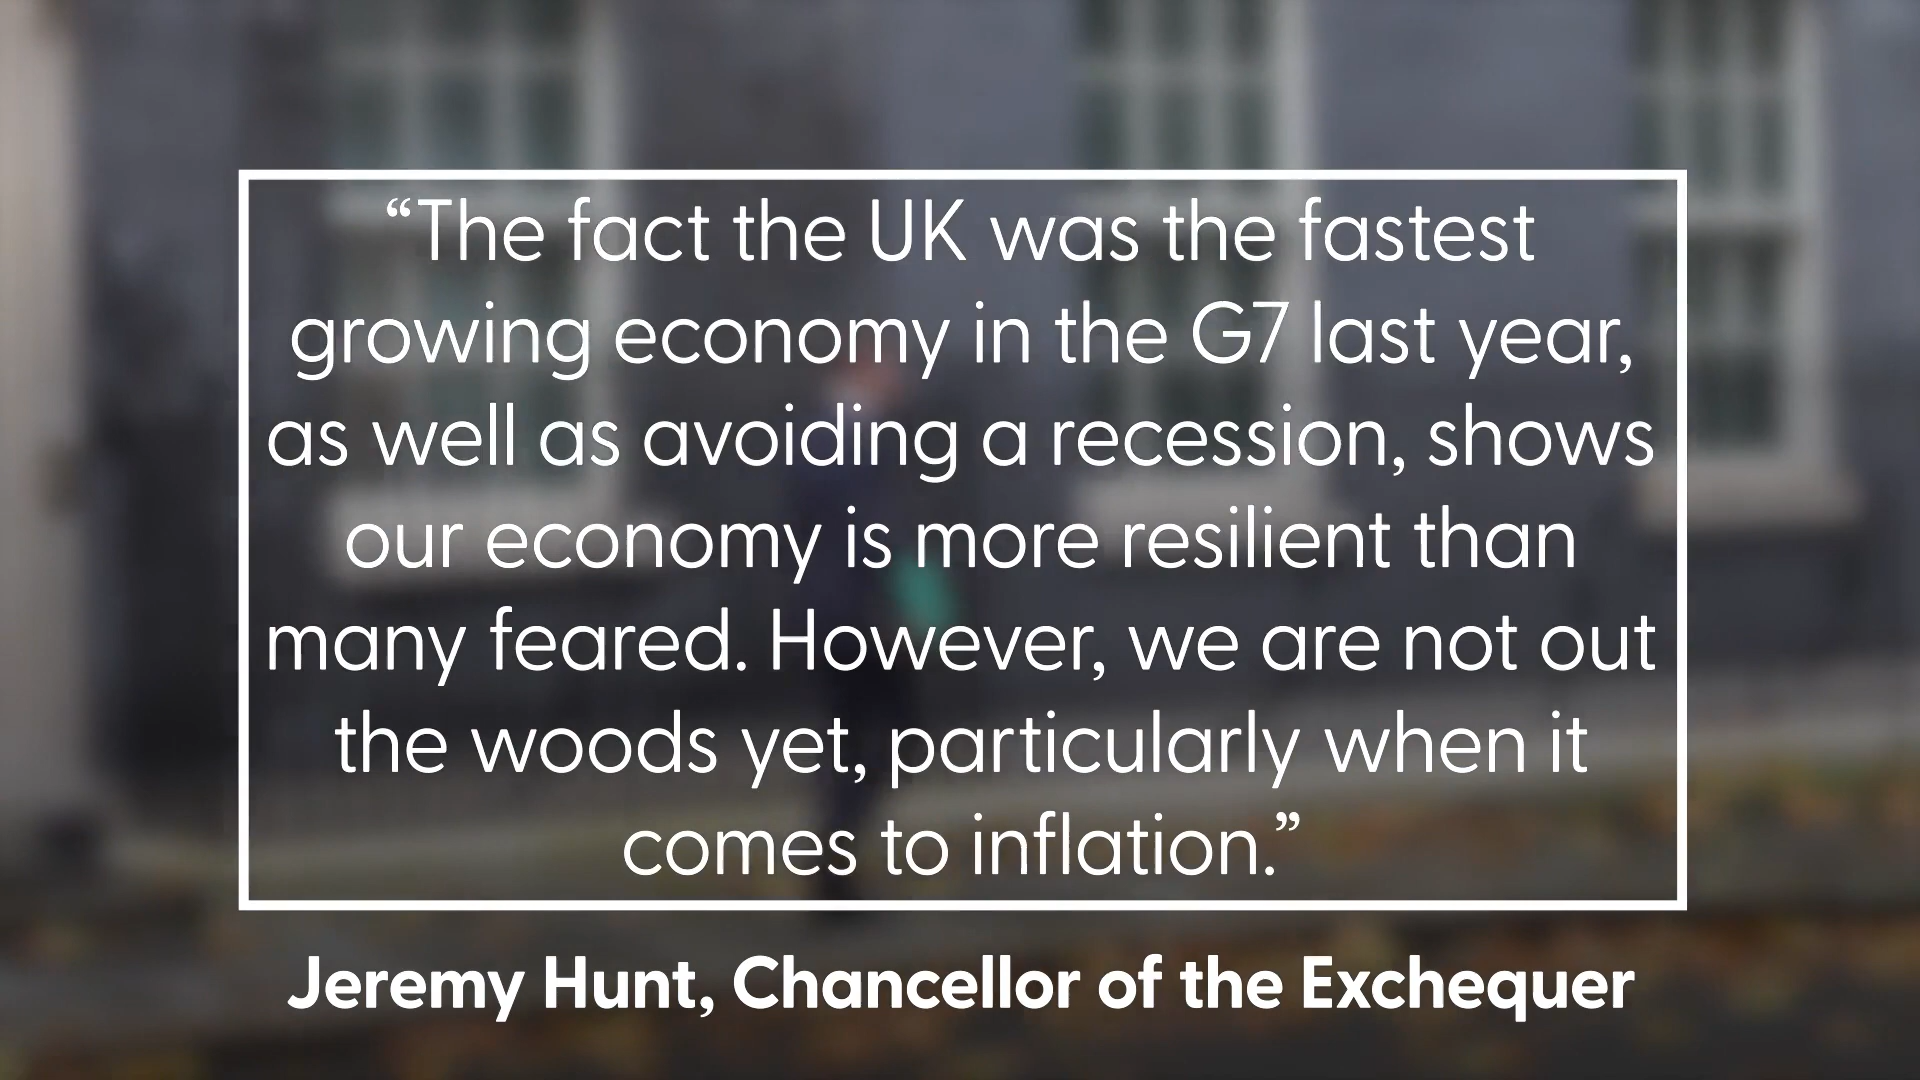 “The fact the UK was the fastest
growing economy in the G7 last year,
as well as avoiding a recession, shows
our economy is more resilient than
many feared. However, we are not out
the woods yet, particularly when it
comes to inflation.”
Jeremy Hunt, Chancellor of the Exchequer